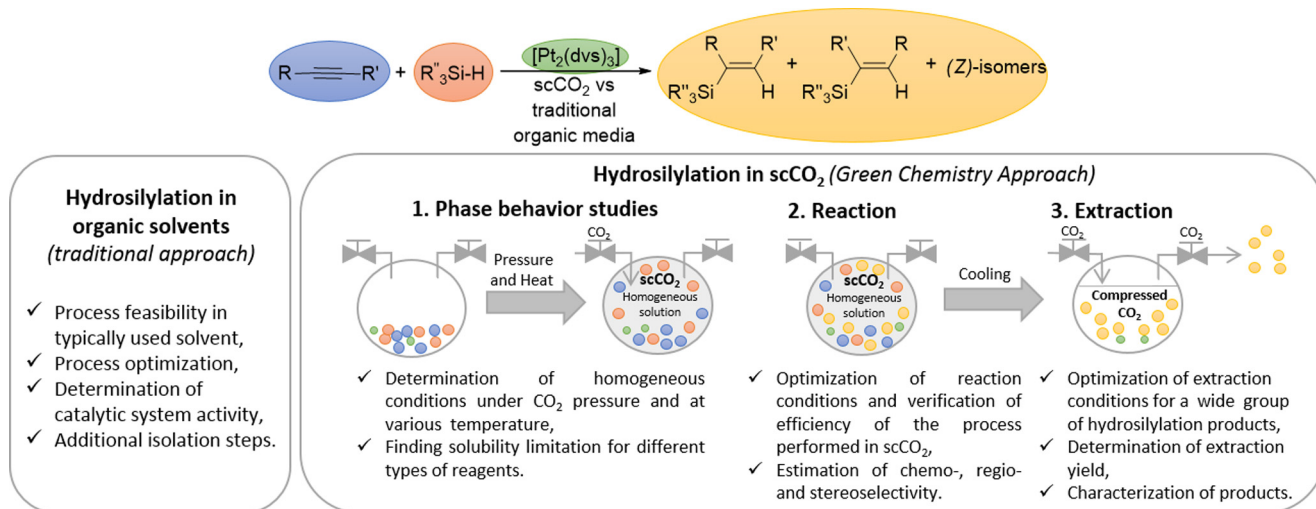 R
R'
+
R"3Si-H
[Pt2(dvs)3]
scCO2 vs
traditional
organic media
R
R'
R"3Si
H
+
R'
R
R"3Si
H
+
(Z)-isomers
Hydrosilylation in
organic solvents
(traditional approach)
✓ Process feasibility in
typically used solvent,
✓ Process optimization,
✓ Determination of
catalytic system activity,
✓ Additional isolation steps.
Hydrosilylation in scCO2 (Green Chemistry Approach)
1. Phase behavior studies
Pressure
and Heat
CO2
scCO2
Homogeneous
solution
✓ Determination of homogeneous
conditions under CO2 pressure and at
various temperature,
✓ Finding solubility limitation for different
types of reagents.
2. Reaction
scCO2
Homogeneous
solution
Cooling
✓ Optimization of reaction
conditions and verification of
efficiency of the process
performed in scCO2,
✓ Estimation of chemo-, regio-
and stereoselectivity.
3. Extraction
CO2
CO2
Compressed
CO2
✓ Optimization of extraction
conditions for a wide group
of hydrosilylation products,
✓ Determination of extraction
yield,
✓ Characterization of products.